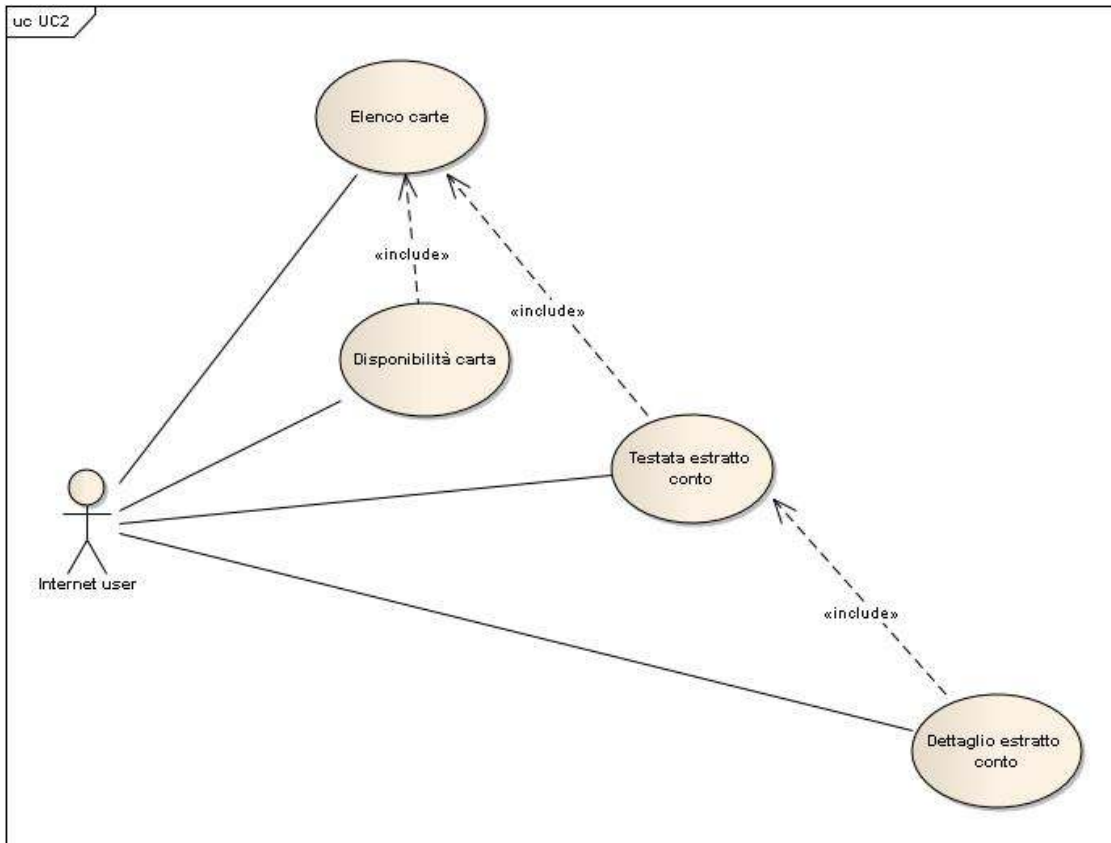 uc UC2
Elenco carte
«include»
«include»
Disponibilità carta
Testata estratto
conto
Internet user
«include»
Dettaglio estratto
conto